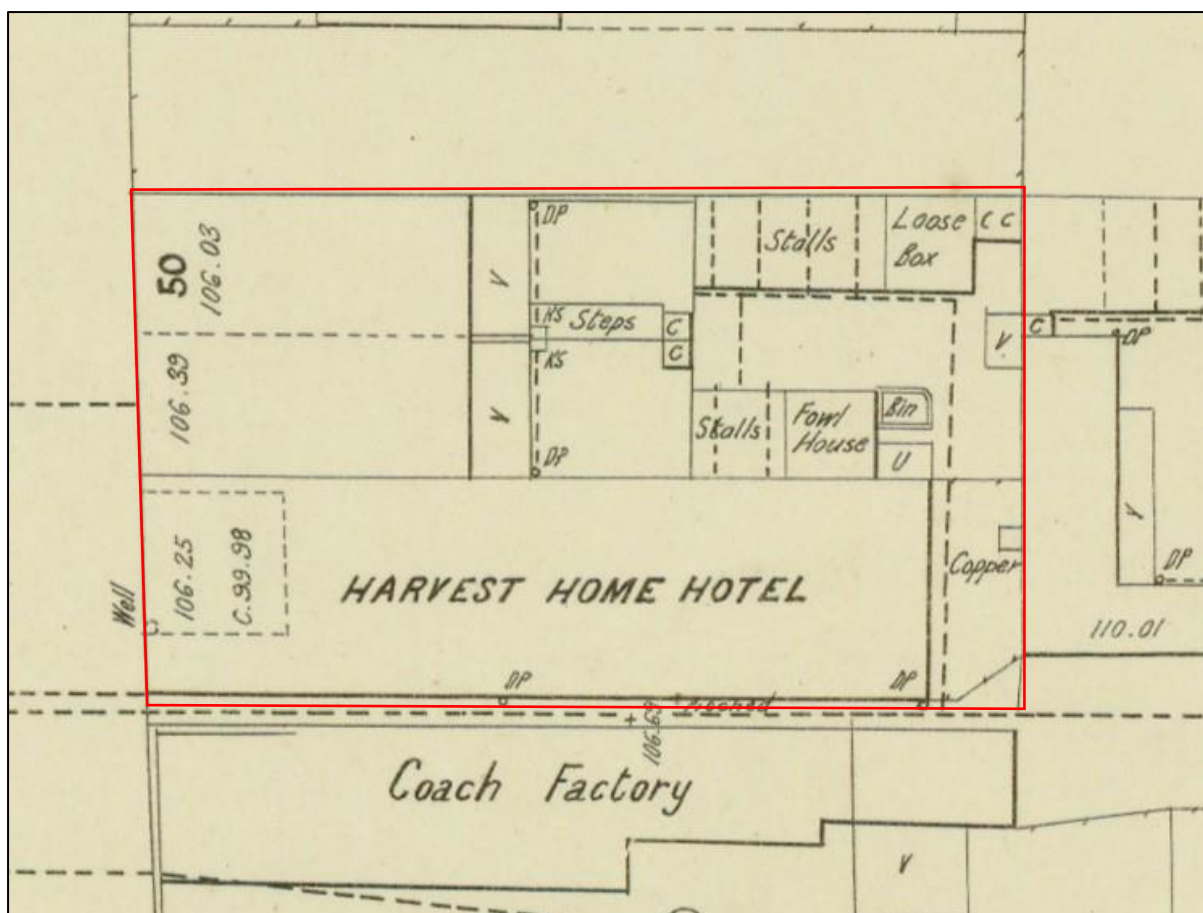 DP
Stalls
Loose
Box
C C
50
106.03
V
KS
Steps
C
C
KS
V
C
DP
106.39
V
Stalls
Fowl
House
Bin
U
DP
V
DP
106.25
C.99.98
HARVEST HOME HOTEL
Copper
Well
110.01
DP
DP
106.69
Coach Factory
V